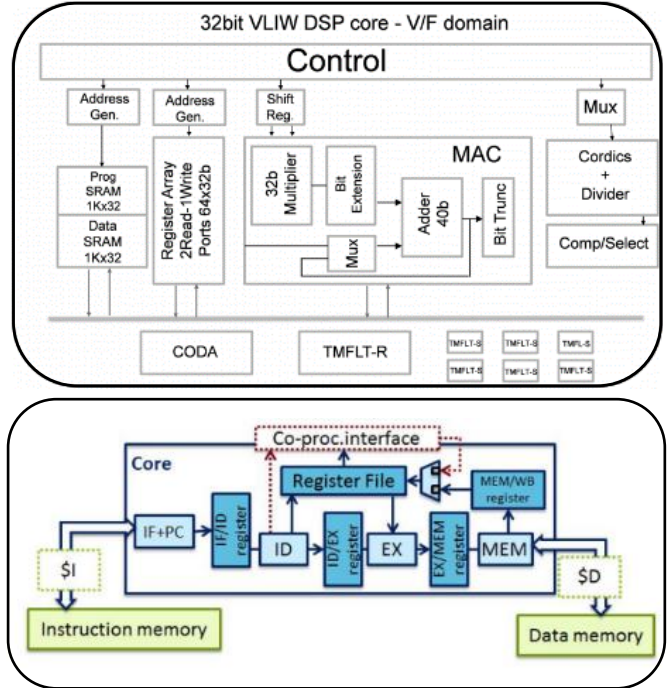 32bit VLIW DSP core - V/F domain
Control
Address
Gen.
Address
Gen.
Shift
Reg.
Mux
Prog
SRAM
1Kx32
Data
SRAM
1Kx32
Register Array
2Read-1Write
Ports 64x32b
MAC
32b
Multiplier
Bit
Extension
Mux
Adder
40b
Bit Trunc
Cordics
+
Divider
Comp/Select
CODA
TMFLT-R
TMFLT-S
TMFLT-S
TMFL-S
TMFLT-S
TMFLT-S
TMFLT-S
Co-proc.interface
Core
Register File
MEM/WB
register
IF+PC
IF/ID
register
ID
ID/EX
register
EX
EX/MEM
register
MEM
$I
$D
Instruction memory
Data memory